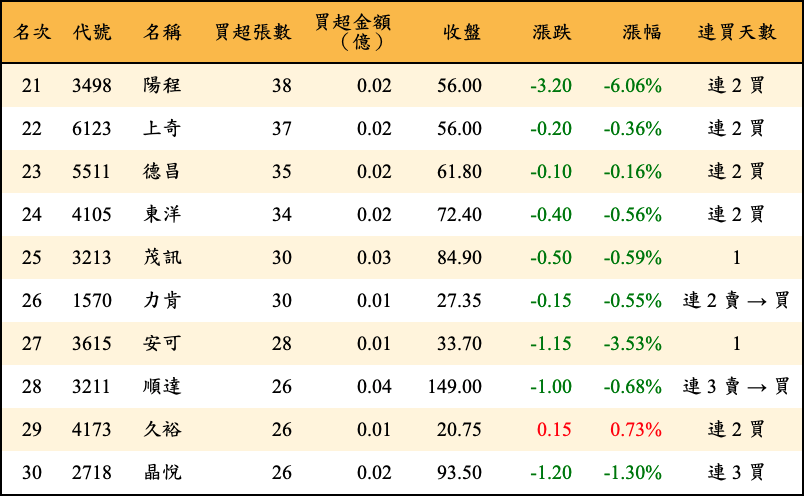 名次 代號 名稱 買超張數 買超金額（億） 收盤 漲跌 漲幅 連買天數
21 3498 陽程 38 0.02 56.00 -3.20 -6.06% 連 2 買
22 6123 上奇 37 0.02 56.00 -0.20 -0.36% 連 2 買
23 5511 德昌 35 0.02 61.80 -0.10 -0.16% 連 2 買
24 4105 東洋 34 0.02 72.40 -0.40 -0.56% 連 2 買
25 3213 茂訊 30 0.03 84.90 -0.50 -0.59% 1
26 1570 力肯 30 0.01 27.35 -0.15 -0.55% 連 2 賣 → 買
27 3615 安可 28 0.01 33.70 -1.15 -3.53% 1
28 3211 順達 26 0.04 149.00 -1.00 -0.68% 連 3 賣 → 買
29 4173 久裕 26 0.01 20.75 0.15 0.73% 連 2 買
30 2718 晶悅 26 0.02 93.50 -1.20 -1.30% 連 3 買